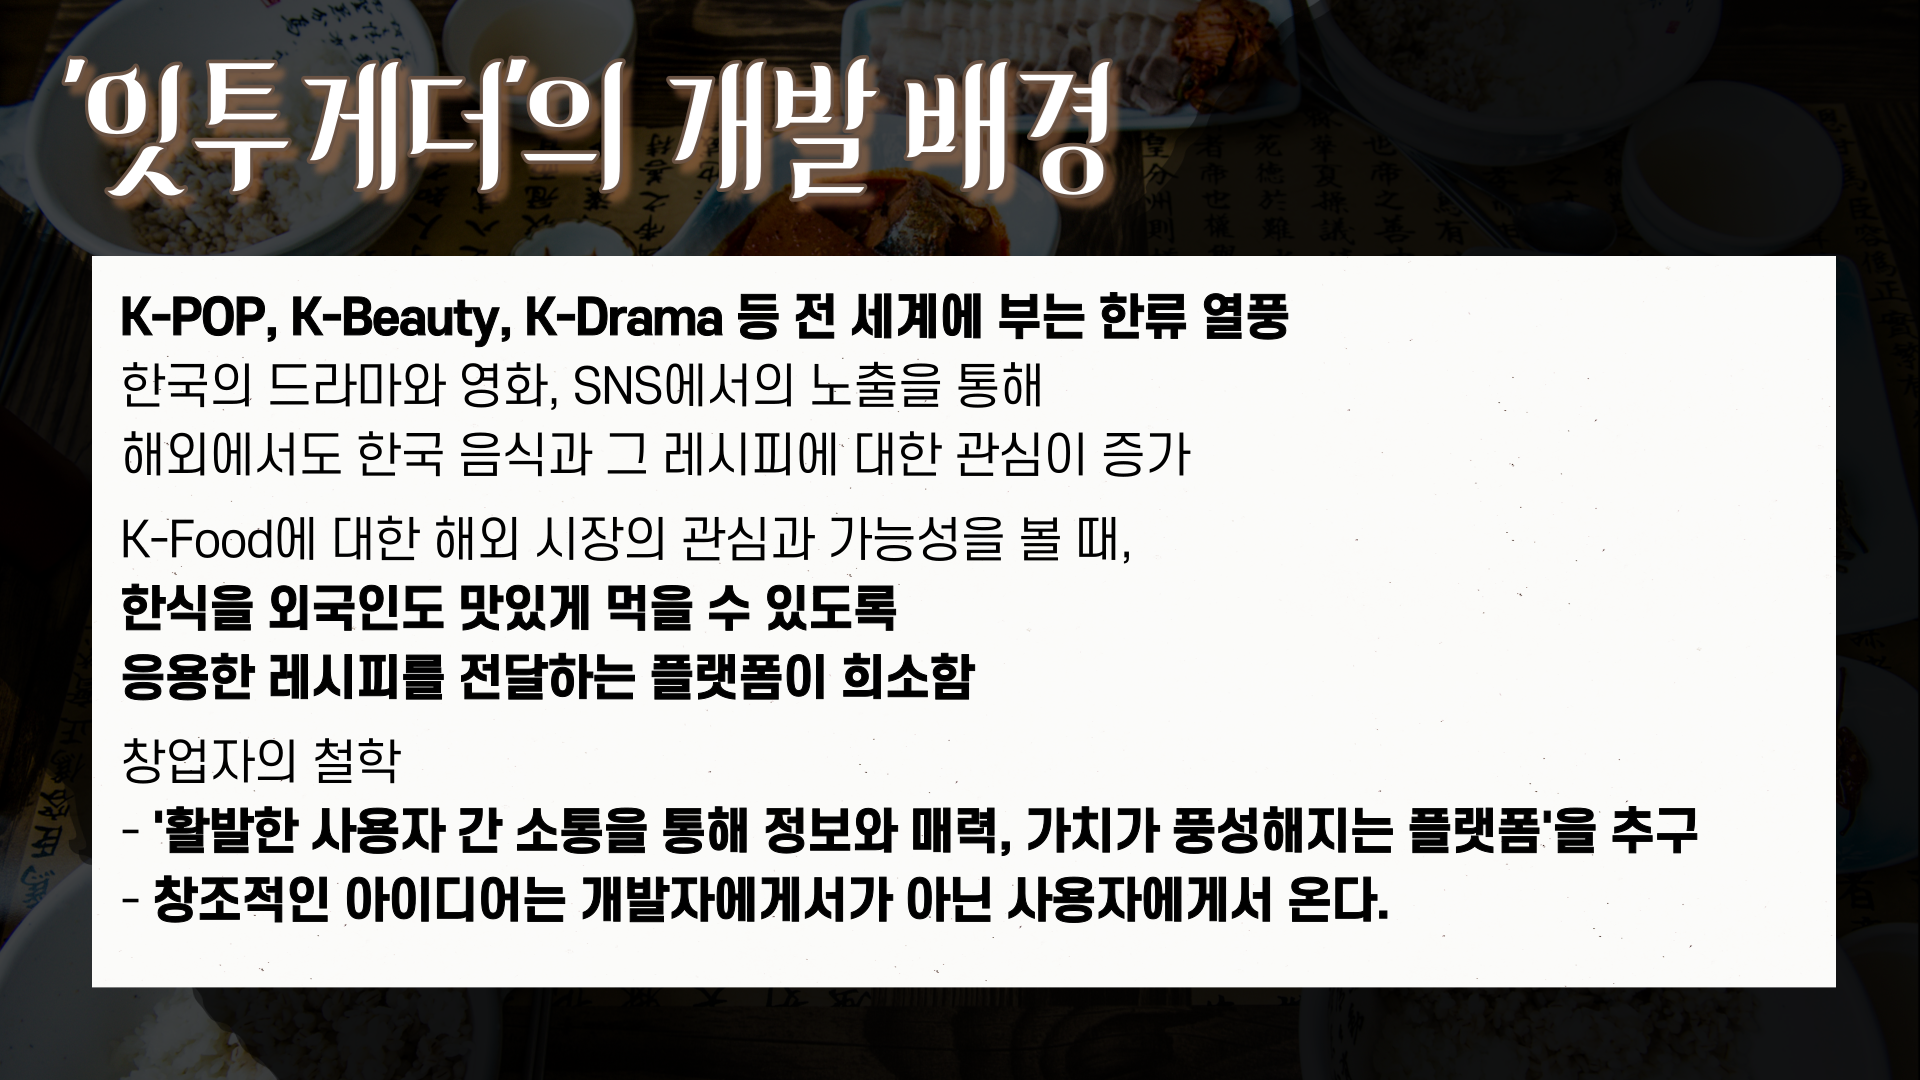 '잇투게더'의 개발 배경
K-POP, K-Beauty, K-Drama 등 전 세계에 부는 한류 열풍
한국의 드라마와 영화, SNS에서의 노출을 통해
해외에서도 한국 음식과 그 레시피에 대한 관심이 증가
K-Food에 대한 해외 시장의 관심과 가능성을 볼 때,
한식을 외국인도 맛있게 먹을 수 있도록
응용한 레시피를 전달하는 플랫폼이 희소함
창업자의 철학
- '활발한 사용자 간 소통을 통해 정보와 매력, 가치가 풍성해지는 플랫폼'을 추구
- 창조적인 아이디어는 개발자에게서가 아닌 사용자에게서 온다.